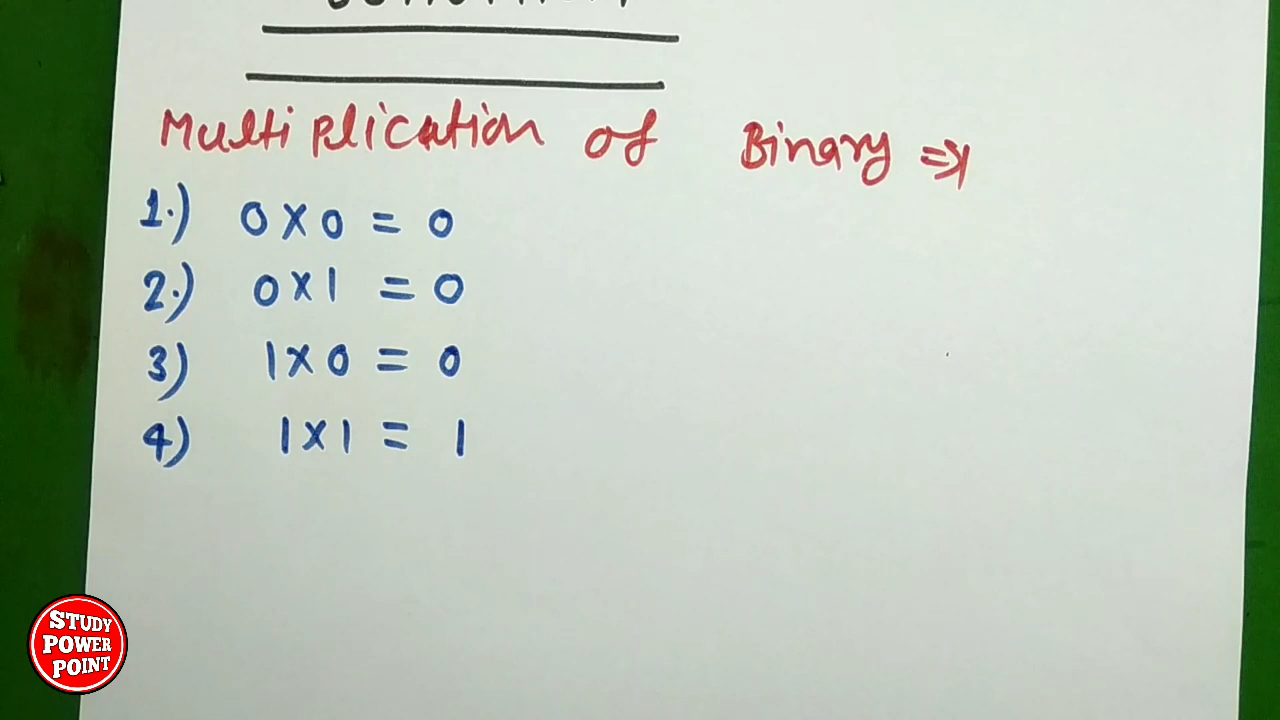 Multiplication of Binary =>
1.) 0 X 0 = 0
2.) 0 X 1 = 0
3) 1 X 0 = 0
4) 1 X 1 = 1
STUDY
POWER
POINT